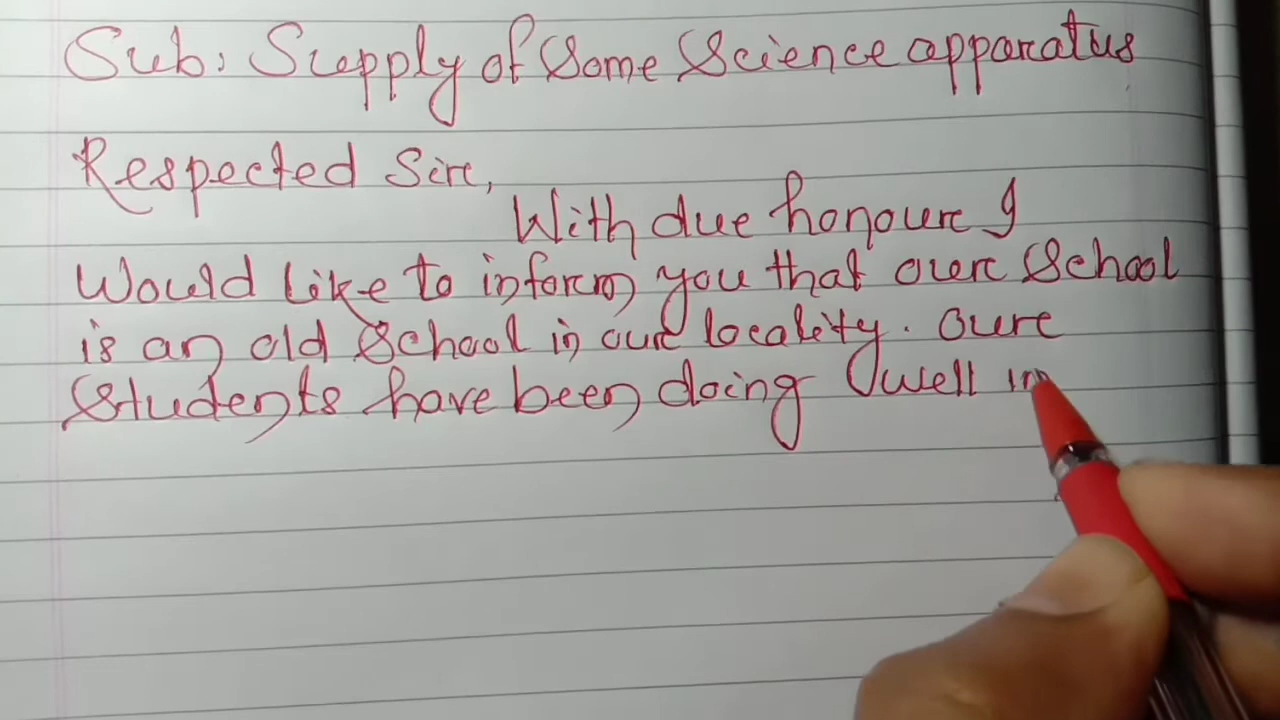 Sub: Supply of Some Science apparatus
Respected Sir,
With due honour I
Would like to inform you that our School
is an old School in our locality. Our
Students have been doing well in